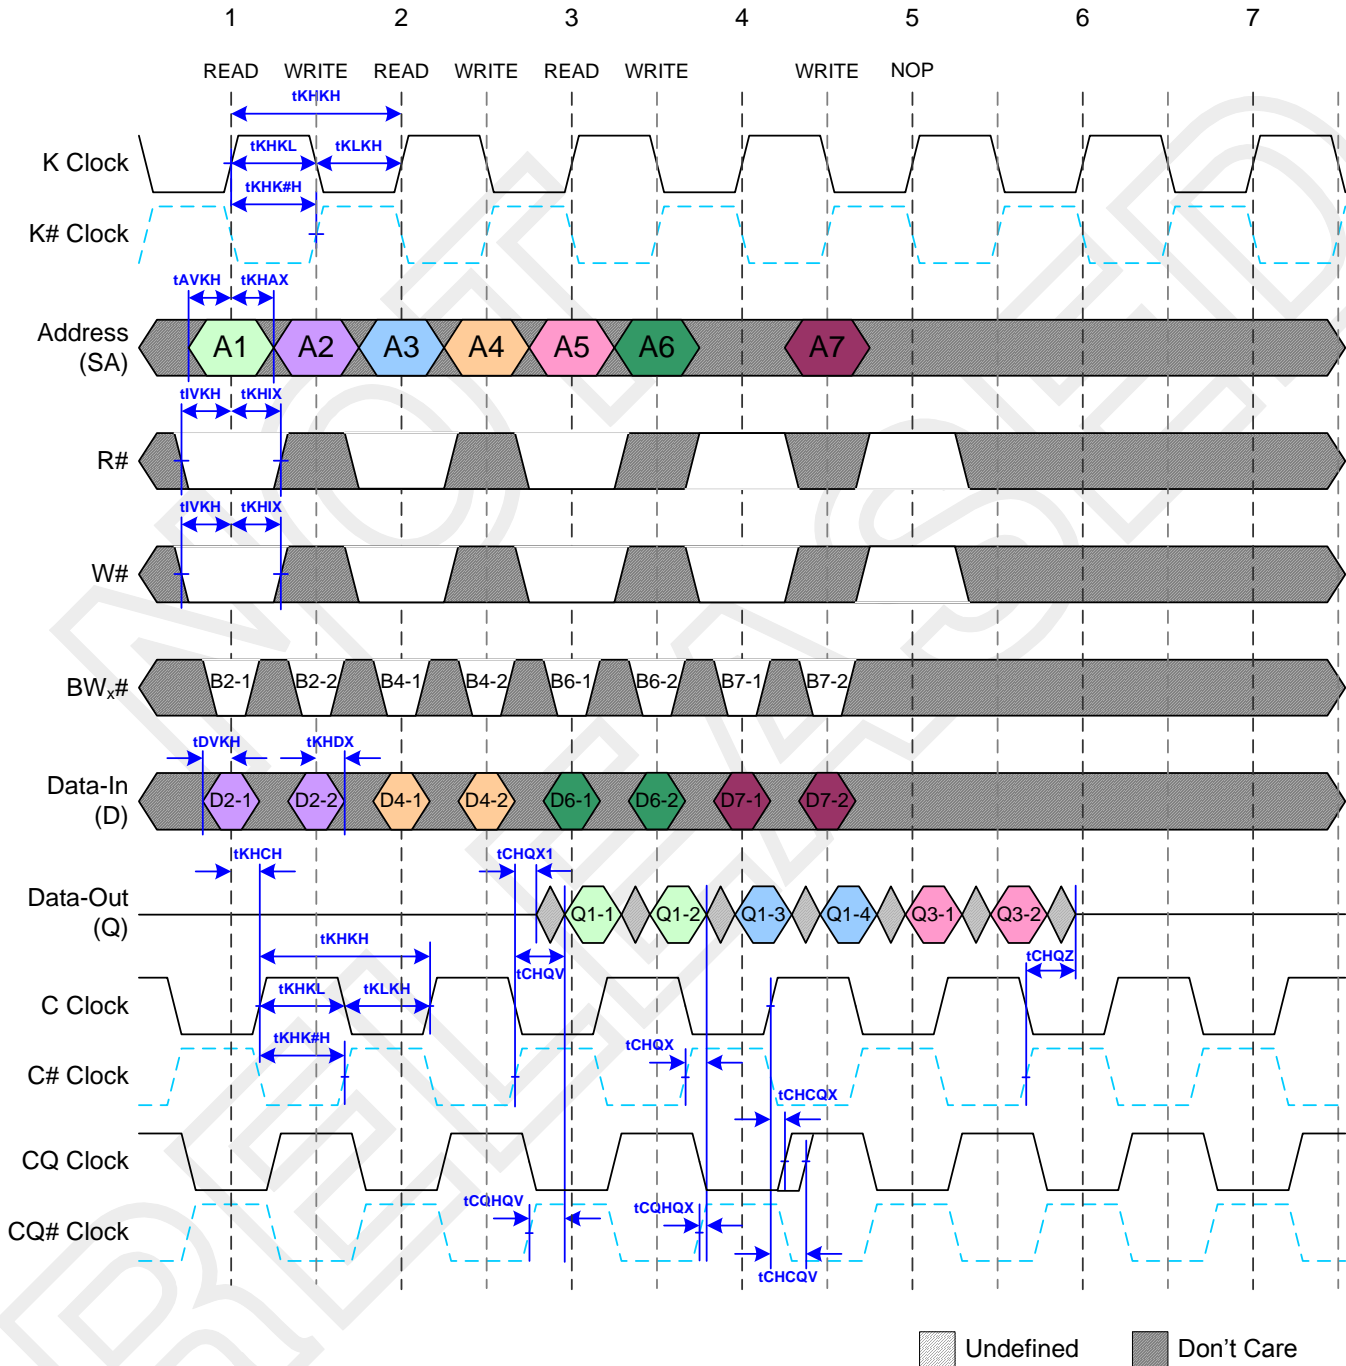 1 2 3 4 5 6 7
READ WRITE READ WRITE READ WRITE WRITE NOP
tKHKH
K Clock
tKHKL tKLKH
tKHK#H
K# Clock
tAVKH tKHAX
Address
(SA)
A1 A2 A3 A4 A5 A6 A7
tIVKH tKHIX
R#
tIVKH tKHIX
W#
BWx#
B2-1 B2-2 B4-1 B4-2 B6-1 B6-2 B7-1 B7-2
tDVKH tKHDX
Data-In
(D)
D2-1 D2-2 D4-1 D4-2 D6-1 D6-2 D7-1 D7-2
tKHCH tCHQX1
Data-Out
(Q)
Q1-1 Q1-2 Q1-3 Q1-4 Q3-1 Q3-2
tKHKH tCHQV tCHQZ
C Clock
tKHKL tKLKH
tKHK#H tCHQX
C# Clock
tCHCQX
CQ Clock
tCQHQV tCQHQX
CQ# Clock
tCHCQV
Undefined Don't Care
NOT
RELEASED